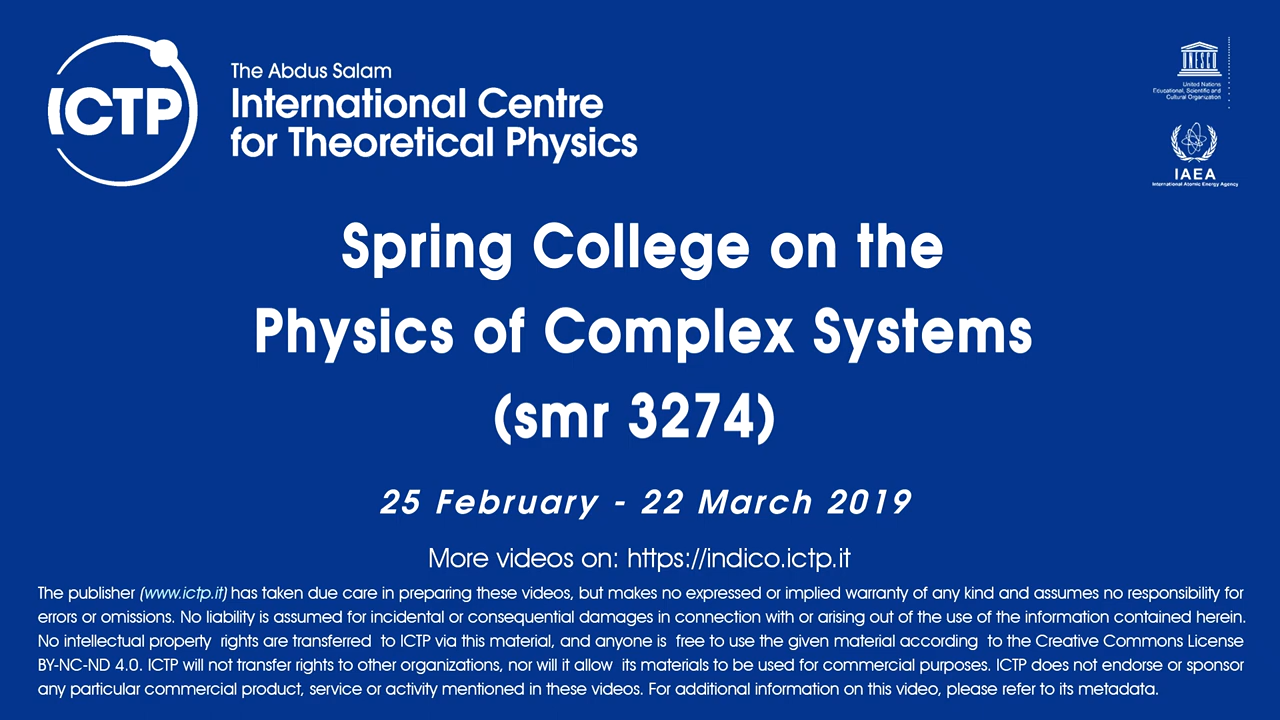 ICTP
The Abdus Salam
International Centre
for Theoretical Physics
UNESCO
United Nations
Educational, Scientific and
Cultural Organization
IAEA
International Atomic Energy Agency
Spring College on the
Physics of Complex Systems
(smr 3274)
25 February - 22 March 2019
More videos on: https://indico.ictp.it
The publisher (www.ictp.it) has taken due care in preparing these videos, but makes no expressed or implied warranty of any kind and assumes no responsibility for
errors or omissions. No liability is assumed for incidental or consequential damages in connection with or arising out of the use of the information contained herein.
No intellectual property rights are transferred to ICTP via this material, and anyone is free to use the given material according to the Creative Commons License
BY-NC-ND 4.0. ICTP will not transfer rights to other organizations, nor will it allow its materials to be used for commercial purposes. ICTP does not endorse or sponsor
any particular commercial product, service or activity mentioned in these videos. For additional information on this video, please refer to its metadata.